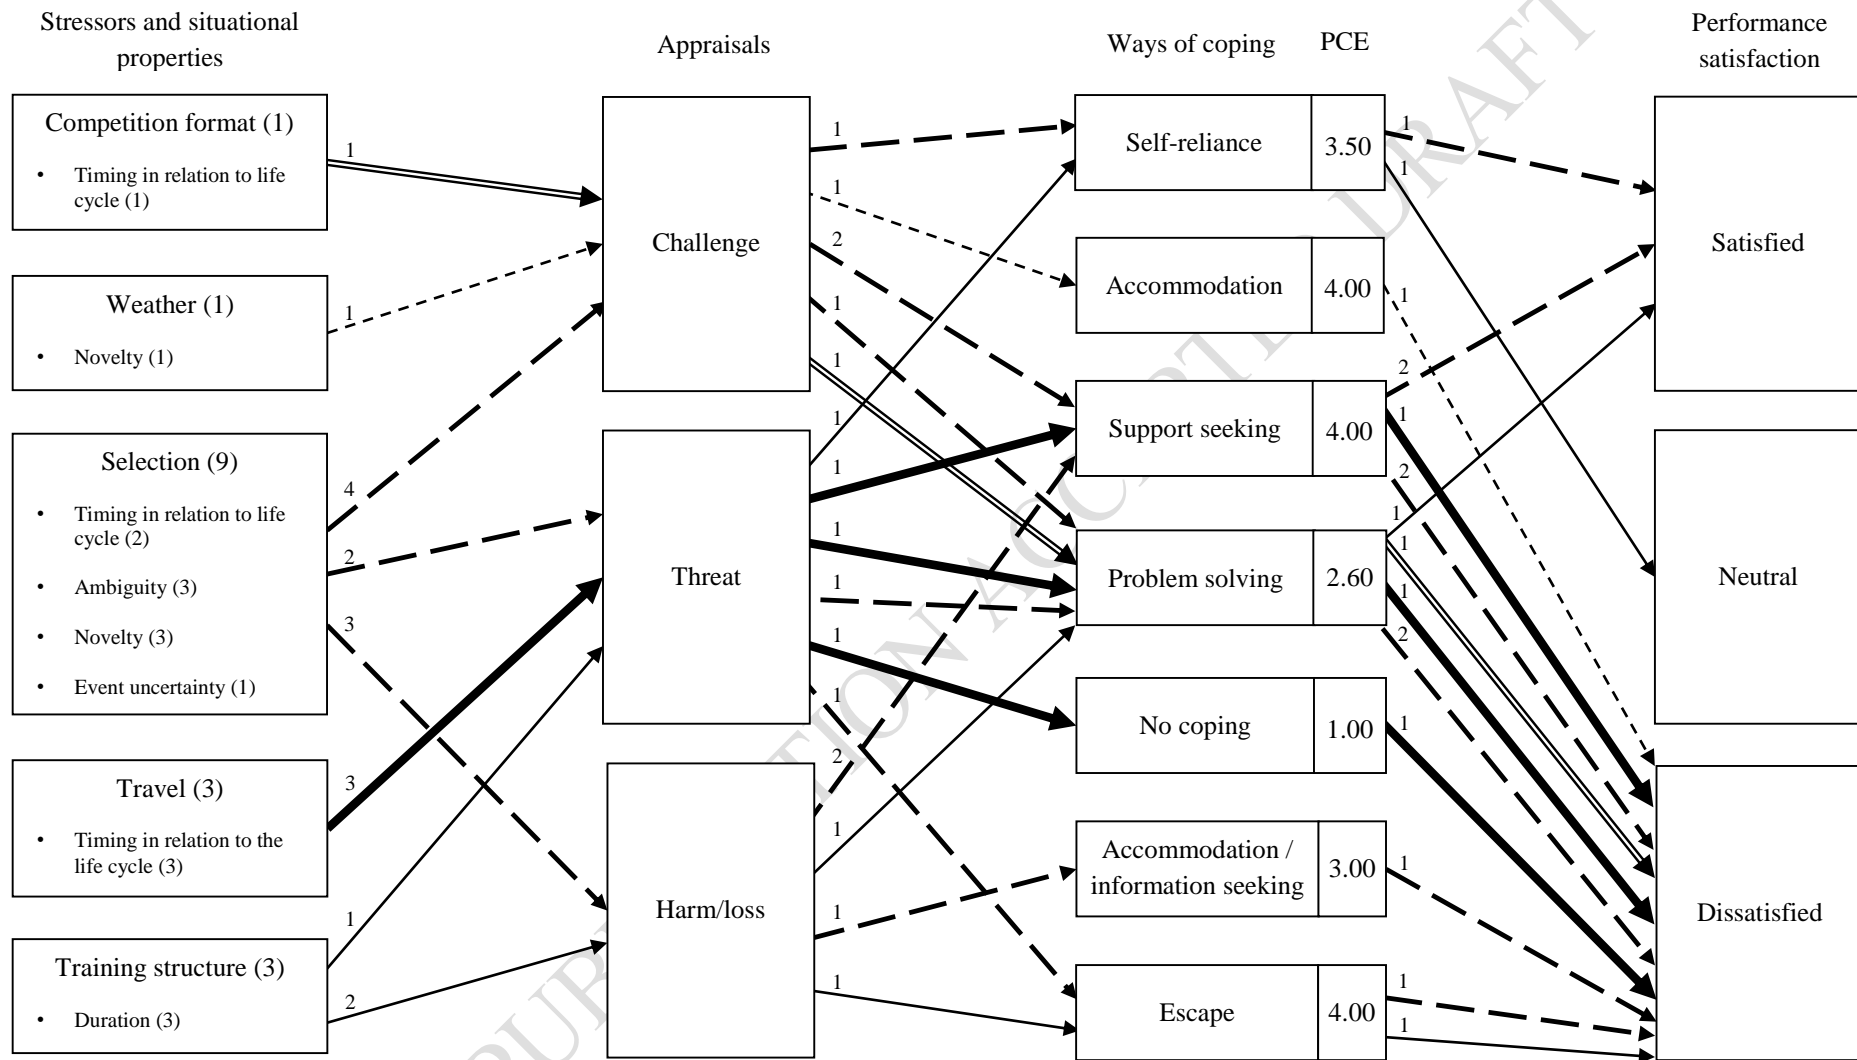 Stressors and situational
properties
Appraisals
Ways of coping
PCE
Performance
satisfaction
Competition format (1)
• Timing in relation to life
cycle (1)
Weather (1)
• Novelty (1)
Selection (9)
• Timing in relation to life
cycle (2)
• Ambiguity (3)
• Novelty (3)
• Event uncertainty (1)
Travel (3)
• Timing in relation to the
life cycle (3)
Training structure (3)
• Duration (3)
1
1
4
2
3
3
1
2
Challenge
Threat
Harm/loss
1
1
2
1
1
1
1
1
1
1
1
2
1
1
1
Self-reliance
3.50
Accommodation
4.00
Support seeking
4.00
Problem solving
2.60
No coping
1.00
Accommodation /
information seeking
3.00
Escape
4.00
1
1
1
2
1
2
1
1
1
2
1
1
1
1
Satisfied
Neutral
Dissatisfied